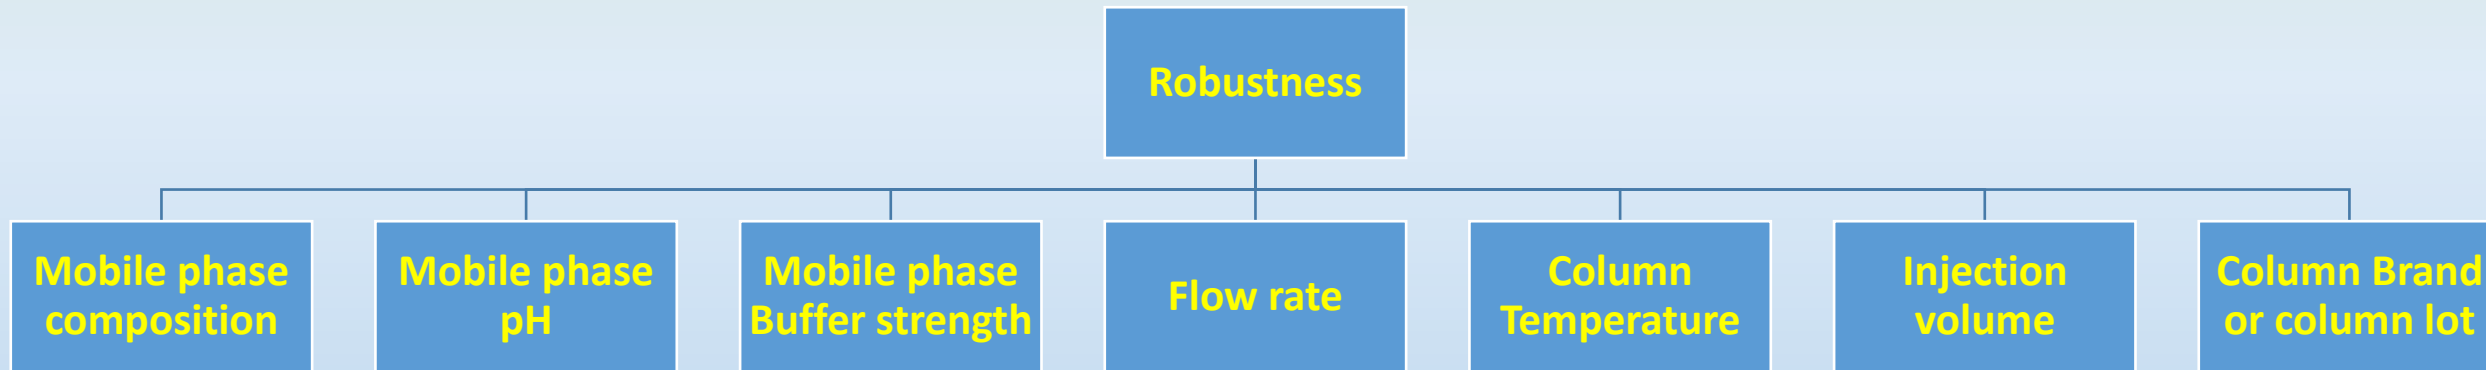 Robustness
Mobile phase
composition
Mobile phase
pH
Mobile phase
Buffer strength
Flow rate
Column
Temperature
Injection
volume
Column Brand
or column lot